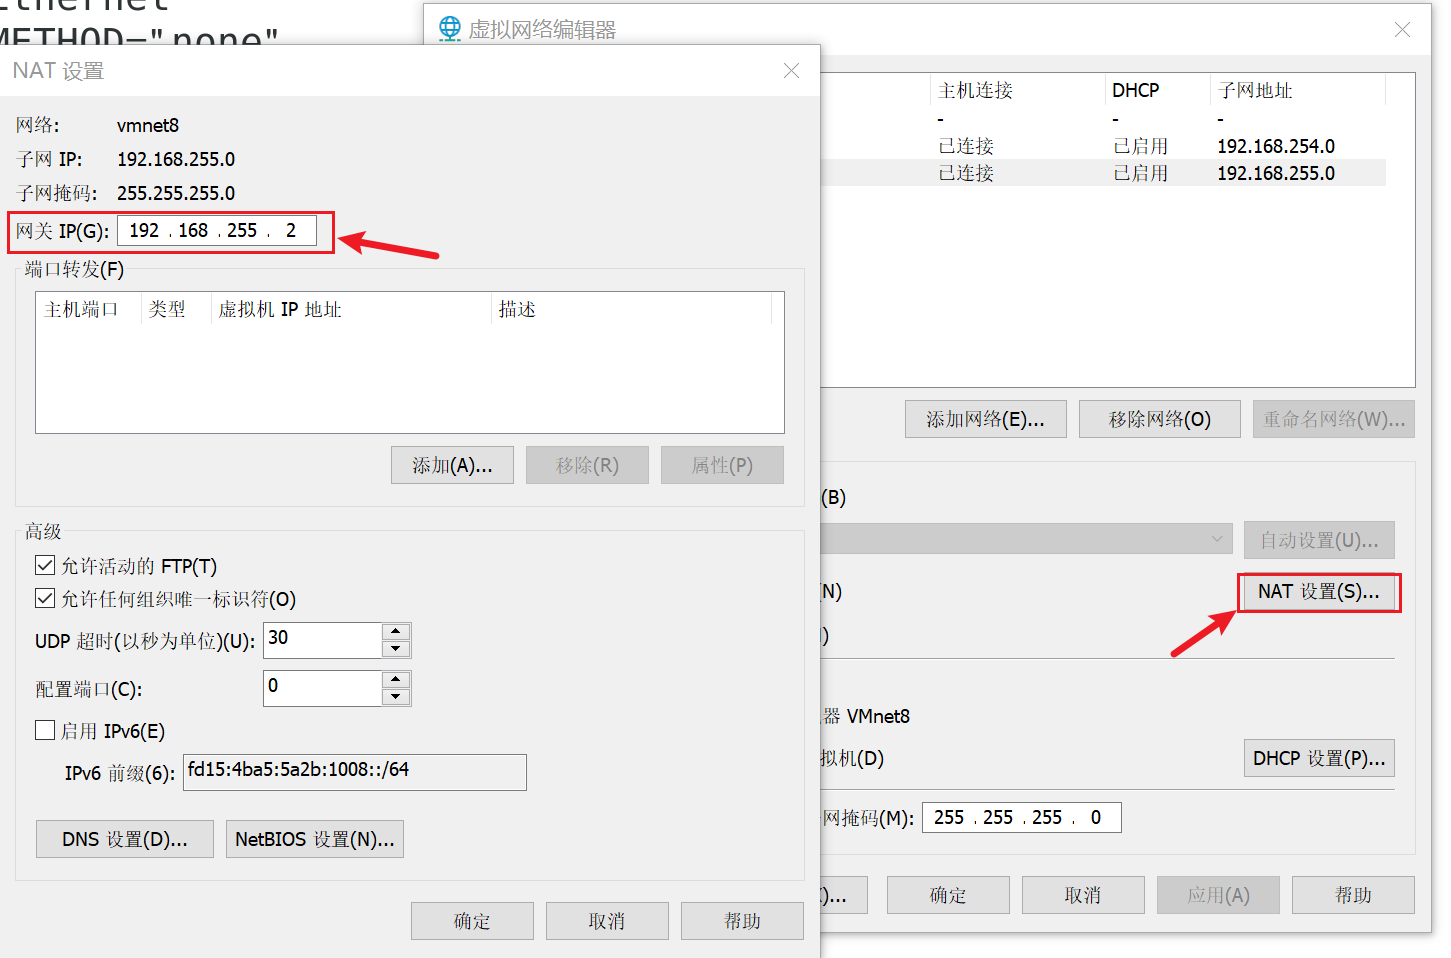 Ethernet
METHOD="none"
虚拟网络编辑器
主机连接 DHCP 子网地址
- - -
已连接 已启用 192.168.254.0
已连接 已启用 192.168.255.0
添加网络(E)... 移除网络(O) 重命名网络(W)...
(B)
自动设置(U)...
(N) NAT 设置(S)...
器 VMnet8
拟机(D) DHCP 设置(P)...
网掩码(M): 255 . 255 . 255 . 0
)... 确定 取消 应用(A) 帮助
NAT 设置
网络: vmnet8
子网 IP: 192.168.255.0
子网掩码: 255.255.255.0
网关 IP(G): 192 . 168 . 255 . 2
端口转发(F)
主机端口 类型 虚拟机 IP 地址 描述
添加(A)... 移除(R) 属性(P)
高级
允许活动的 FTP(T)
允许任何组织唯一标识符(O)
UDP 超时(以秒为单位)(U): 30
配置端口(C): 0
启用 IPv6(E)
IPv6 前缀(6): fd15:4ba5:5a2b:1008::/64
DNS 设置(D)... NetBIOS 设置(N)...
确定 取消 帮助